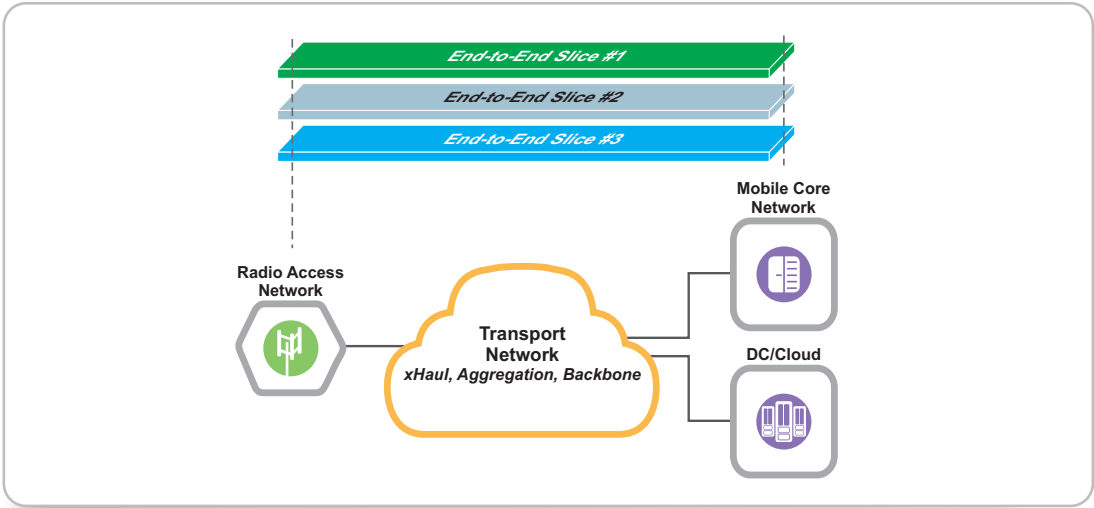 End-to-End Slice #1
End-to-End Slice #2
End-to-End Slice #3
Mobile Core
Network
Radio Access
Network
Transport
Network
xHaul, Aggregation, Backbone
DC/Cloud